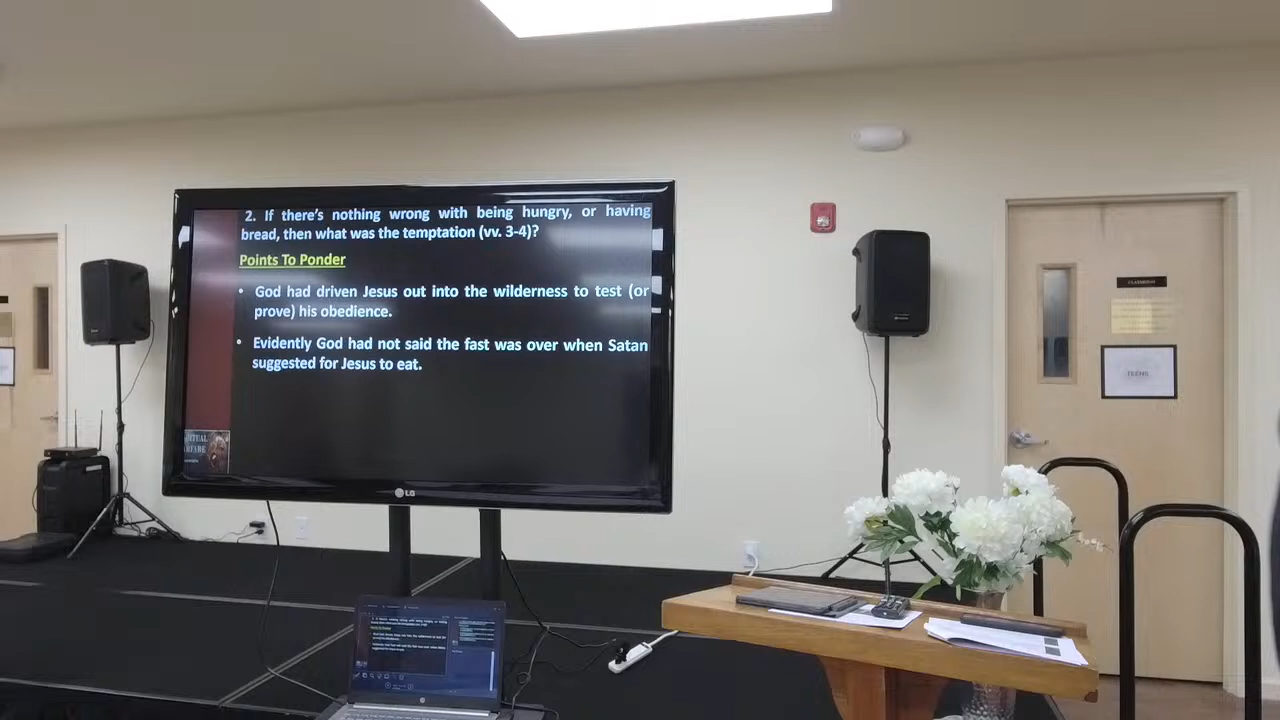 2. If there's nothing wrong with being hungry, or having
bread, then what was the temptation (vv. 3-4)?
Points To Ponder
• God had driven Jesus out into the wilderness to test (or
prove) his obedience.
• Evidently God had not said the fast was over when Satan
suggested for Jesus to eat.
LG
CLASSROOM
TEENS